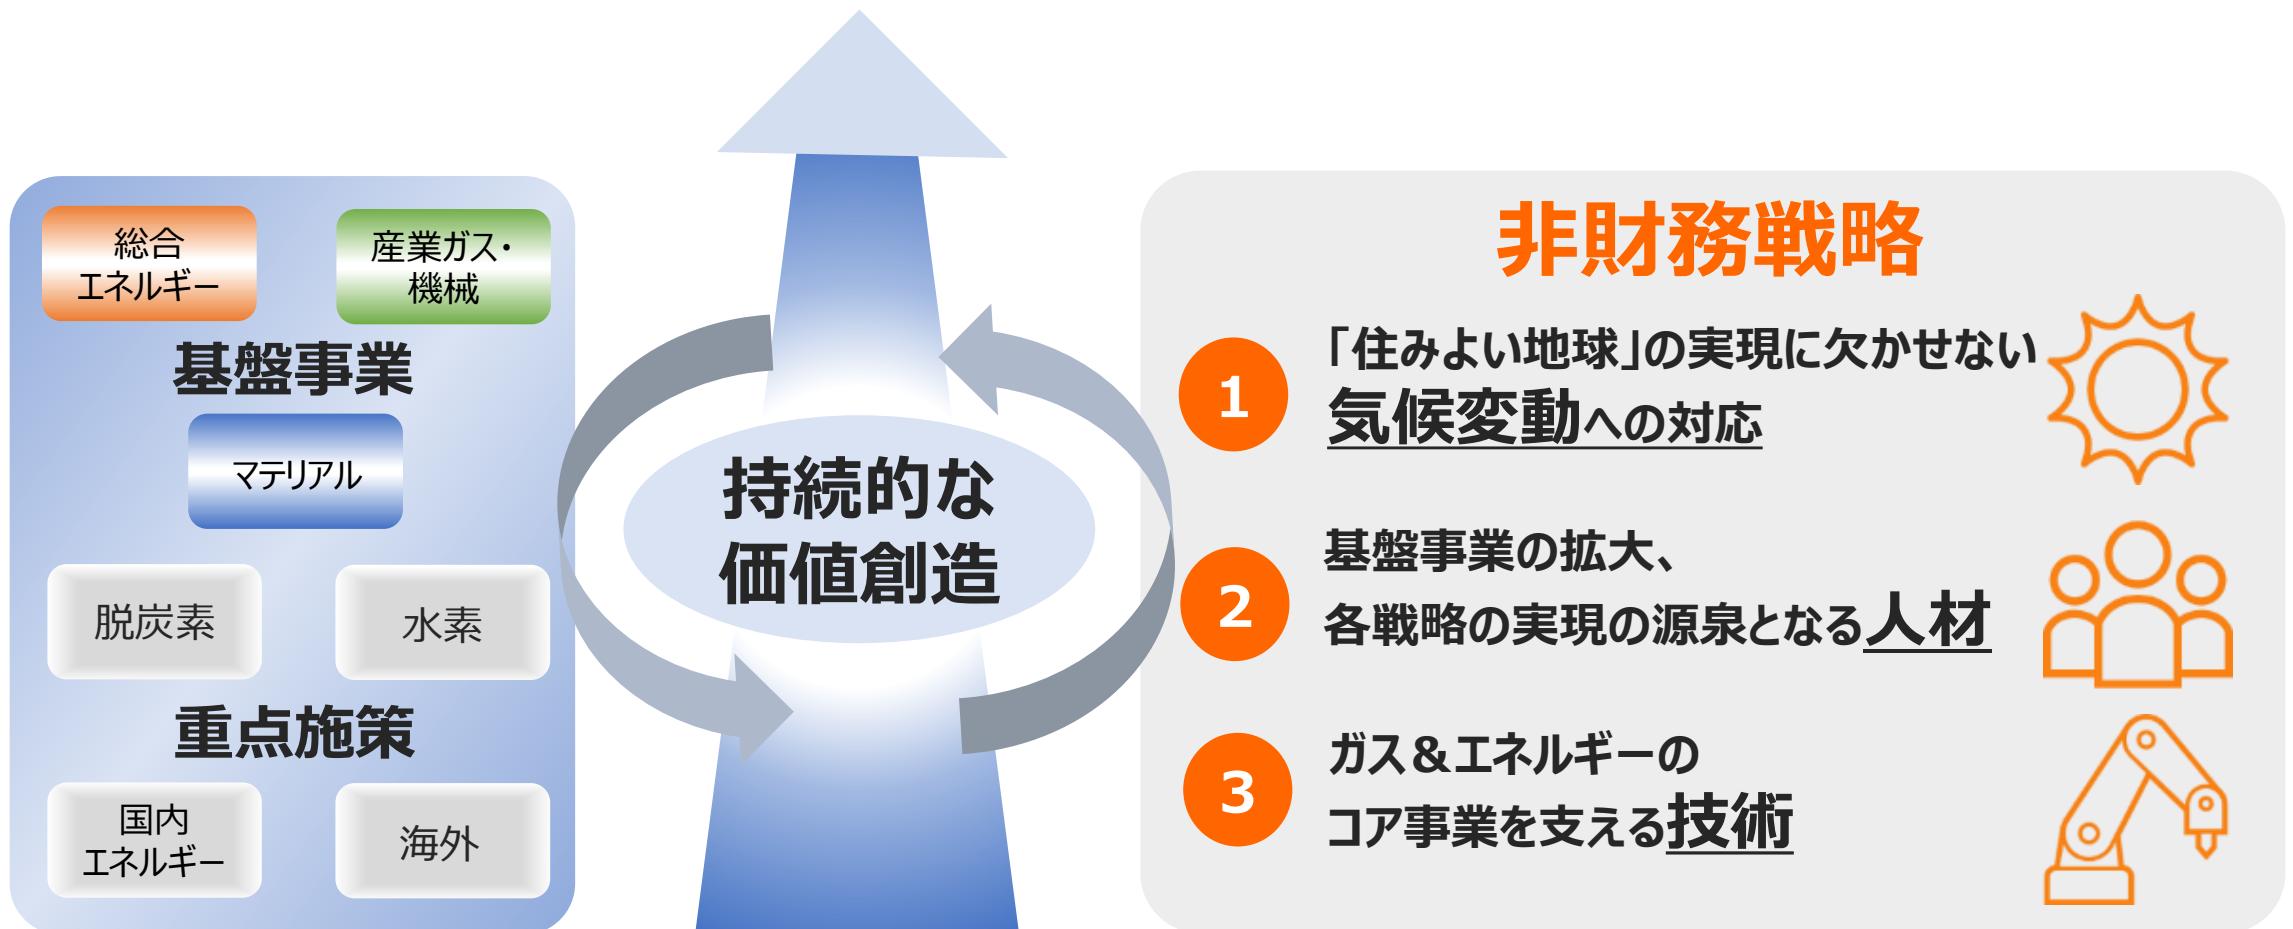 総合
エネルギー
産業ガス・
機械
基盤事業
マテリアル
脱炭素
水素
重点施策
国内
エネルギー
海外
持続的な
価値創造
非財務戦略
1
「住みよい地球」の実現に欠かせない
気候変動への対応
2
基盤事業の拡大、
各戦略の実現の源泉となる人材
3
ガス＆エネルギーの
コア事業を支える技術